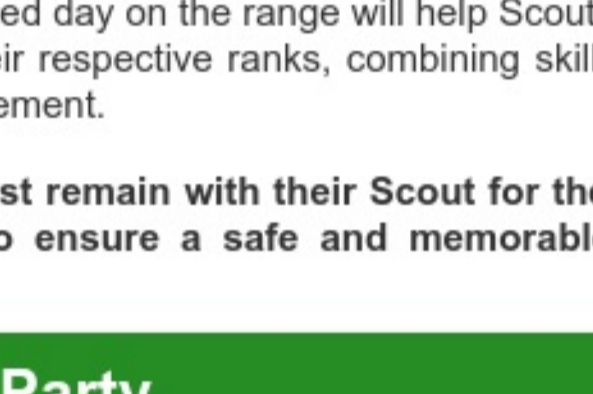 ed day on the range will help Scout
eir respective ranks, combining skill
ement.
st remain with their Scout for the
o ensure a safe and memorable
Party